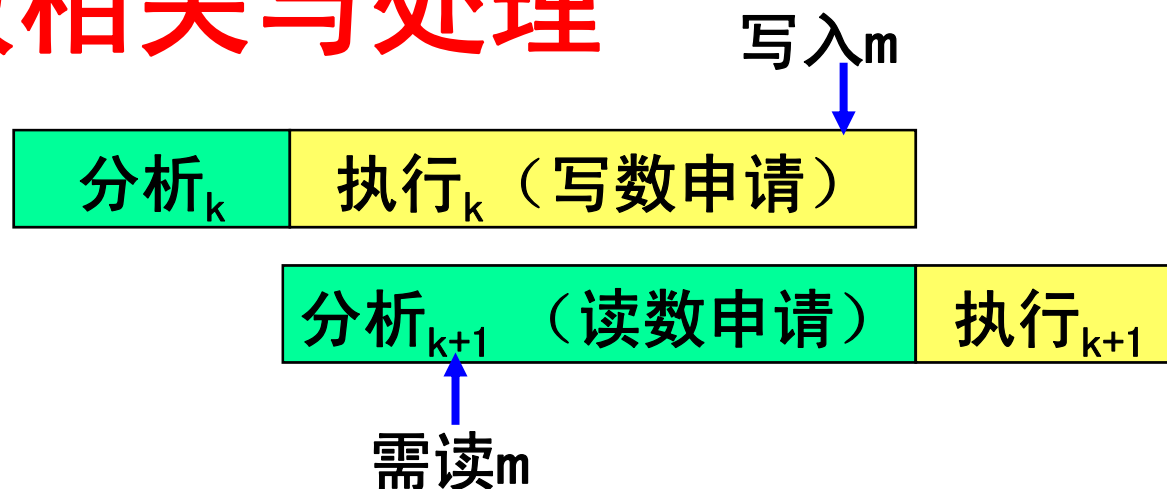 相关与处理
写入m
分析k 执行k（写数申请）
分析k+1 （读数申请） 执行k+1
需读m